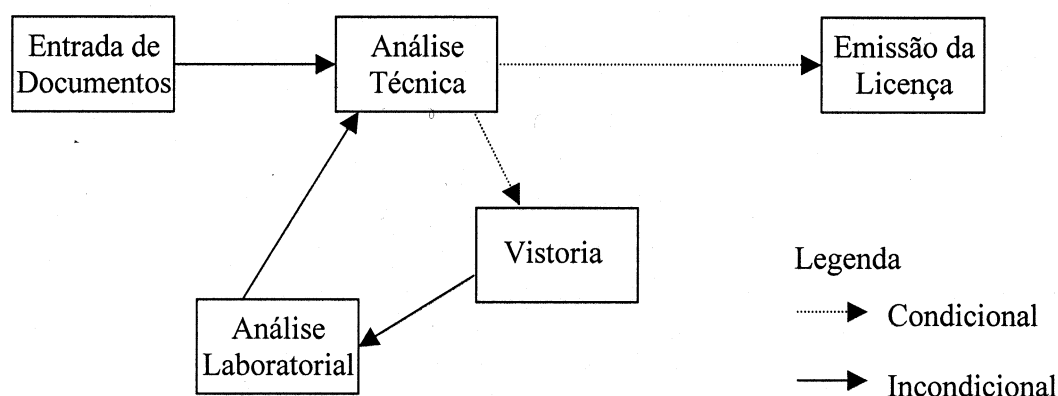 Entrada de
Documentos
Análise
Técnica
Emissão da
Licença
Vistoria
Análise
Laboratorial
Legenda
Condicional
Incondicional